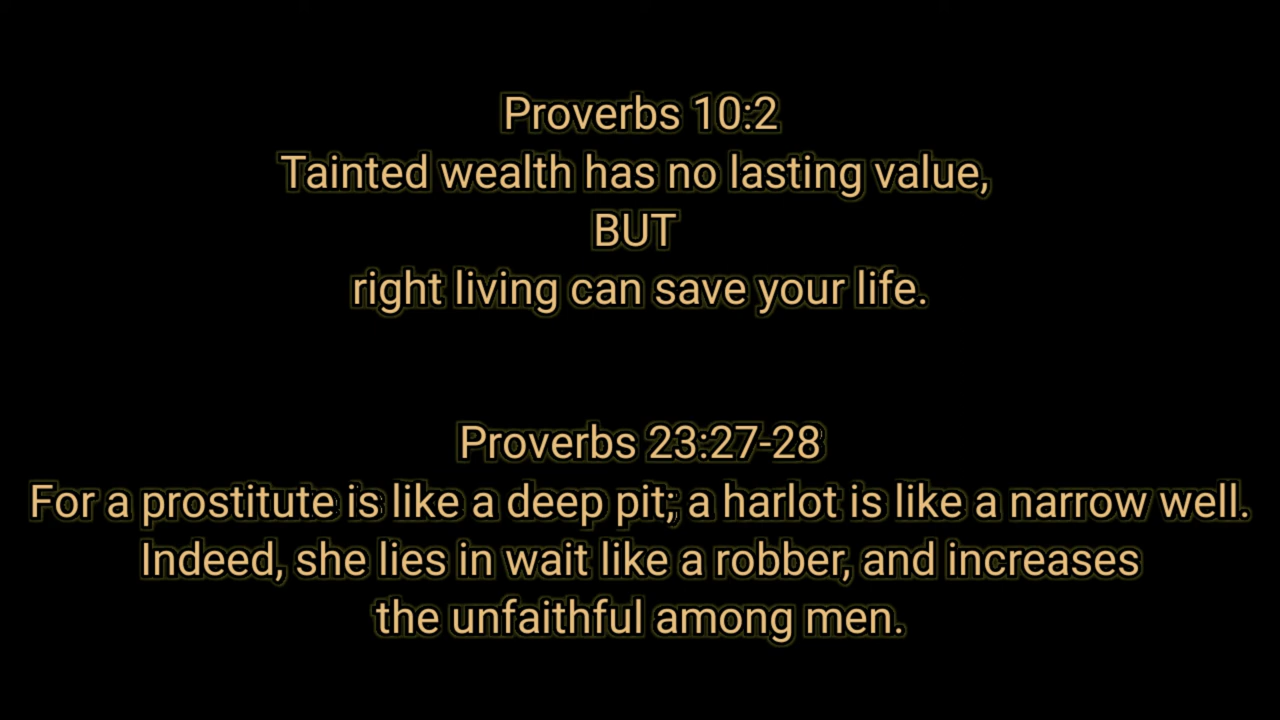 Proverbs 10:2
Tainted wealth has no lasting value,
BUT
right living can save your life.
Proverbs 23:27-28
For a prostitute is like a deep pit; a harlot is like a narrow well.
Indeed, she lies in wait like a robber, and increases
the unfaithful among men.